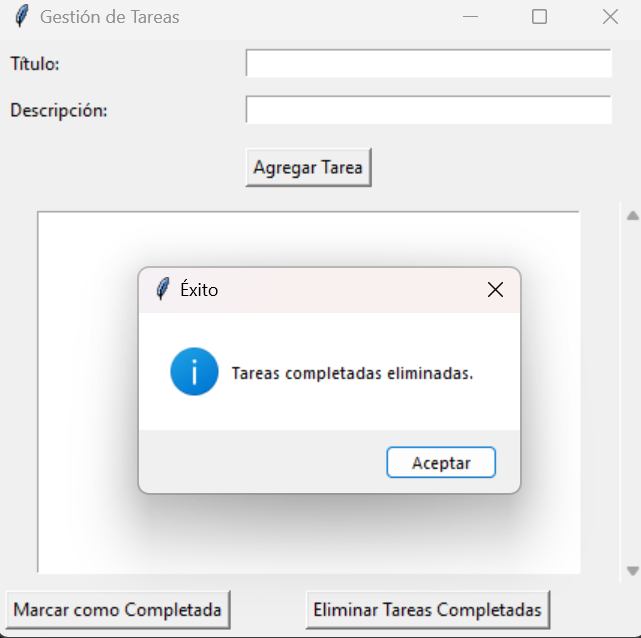 Gestión de Tareas
Título:
Descripción:
Agregar Tarea
Éxito
Tareas completadas eliminadas.
Aceptar
Marcar como Completada
Eliminar Tareas Completadas